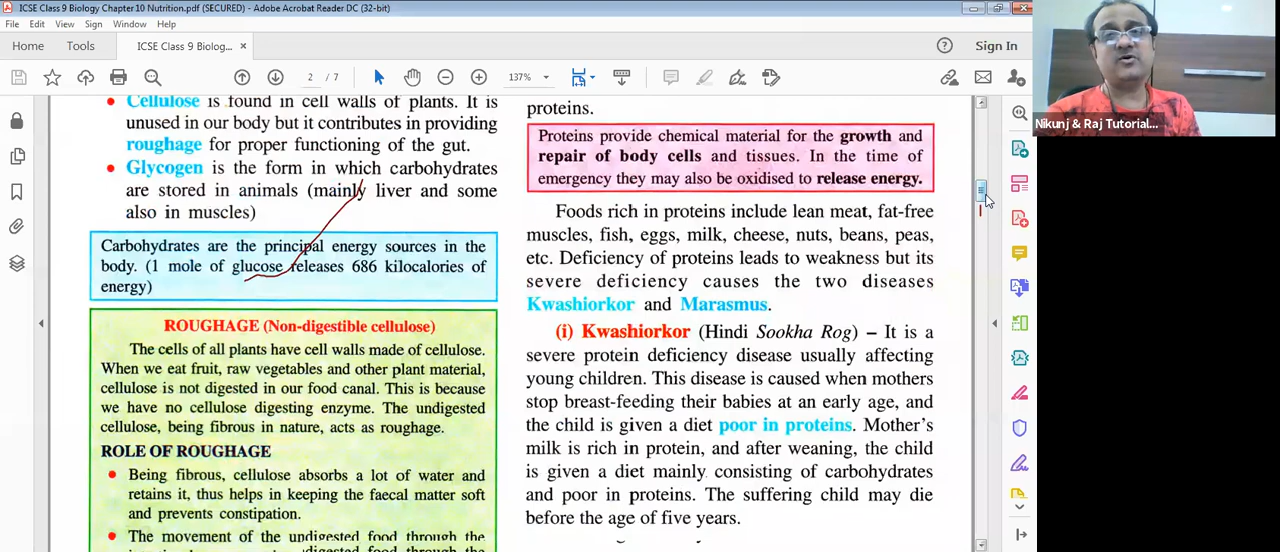 ICSE Class 9 Biology Chapter 10 Nutrition.pdf (SECURED) - Adobe Acrobat Reader DC (32-bit)
File Edit View Sign Window Help
Home Tools ICSE Class 9 Biolog... ×
Sign In
2 / 7 137%
Cellulose is found in cell walls of plants. It is
unused in our body but it contributes in providing
roughage for proper functioning of the gut.
Glycogen is the form in which carbohydrates
are stored in animals (mainly liver and some
also in muscles)
Carbohydrates are the principal energy sources in the
body. (1 mole of glucose releases 686 kilocalories of
energy)
ROUGHAGE (Non-digestible cellulose)
The cells of all plants have cell walls made of cellulose.
When we eat fruit, raw vegetables and other plant material,
cellulose is not digested in our food canal. This is because
we have no cellulose digesting enzyme. The undigested
cellulose, being fibrous in nature, acts as roughage.
ROLE OF ROUGHAGE
Being fibrous, cellulose absorbs a lot of water and
retains it, thus helps in keeping the faecal matter soft
and prevents constipation.
The movement of the undigested food through the
digested food through the
proteins.
Proteins provide chemical material for the growth and
repair of body cells and tissues. In the time of
emergency they may also be oxidised to release energy.
Foods rich in proteins include lean meat, fat-free
muscles, fish, eggs, milk, cheese, nuts, beans, peas,
etc. Deficiency of proteins leads to weakness but its
severe deficiency causes the two diseases
Kwashiorkor and Marasmus.
(i) Kwashiorkor (Hindi Sookha Rog) – It is a
severe protein deficiency disease usually affecting
young children. This disease is caused when mothers
stop breast-feeding their babies at an early age, and
the child is given a diet poor in proteins. Mother's
milk is rich in protein, and after weaning, the child
is given a diet mainly consisting of carbohydrates
and poor in proteins. The suffering child may die
before the age of five years.
Nikunj & Raj Tutorial...